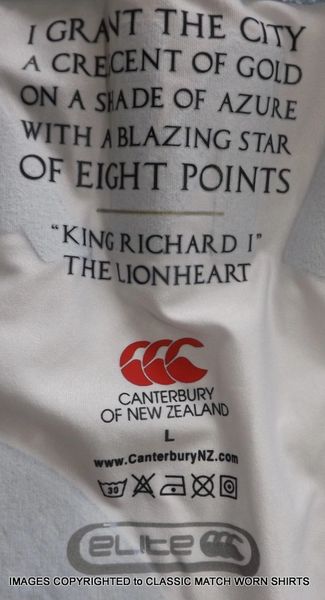 I GRANT THE CITY
A CRECENT OF GOLD
ON A SHADE OF AZURE
WITH A BLAZING STAR
OF EIGHT POINTS
"KING RICHARD I"
THE LIONHEART
CANTERBURY
OF NEW ZEALAND
L
www.CanterburyNZ.com
30
eLite
IMAGES COPYRIGHTED to CLASSIC MATCH WORN SHIRTS